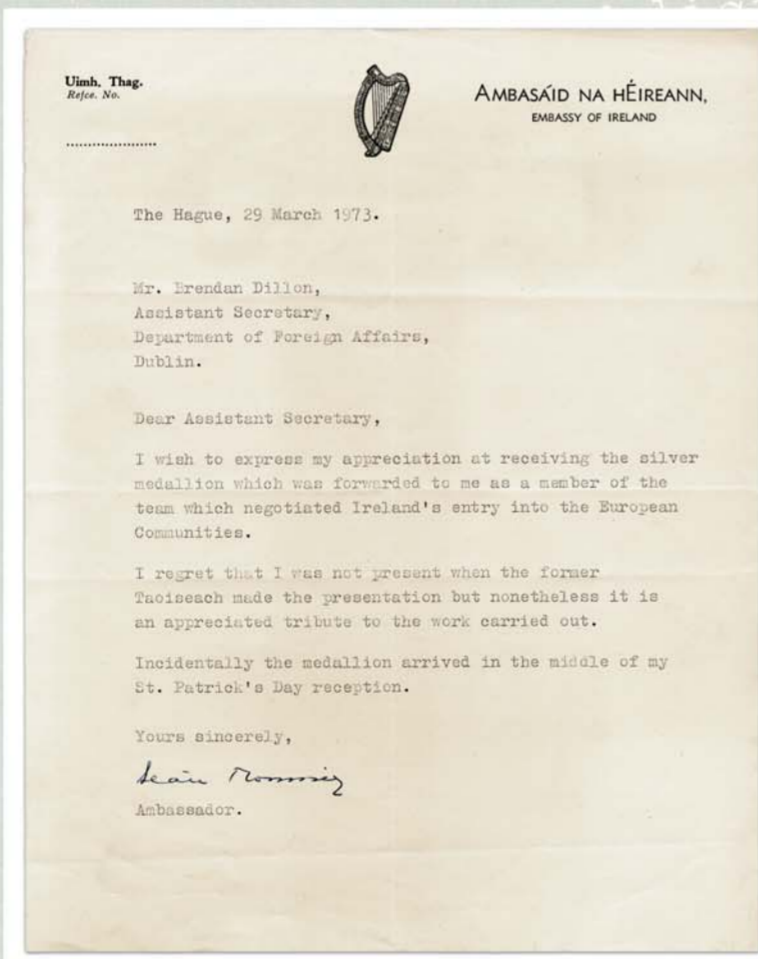 Uimh. Thag.
Refce. No.
.....................
AMBASÁID NA HÉIREANN,
EMBASSY OF IRELAND
The Hague, 29 March 1973.
Mr. Brendan Dillon,
Assistant Secretary,
Department of Foreign Affairs,
Dublin.
Dear Assistant Secretary,
I wish to express my appreciation at receiving the silver
medallion which was forwarded to me as a member of the
team which negotiated Ireland's entry into the European
Communities.
I regret that I was not present when the former
Taoiseach made the presentation but nonetheless it is
an appreciated tribute to the work carried out.
Incidentally the medallion arrived in the middle of my
St. Patrick's Day reception.
Yours sincerely,
Seán
Ambassador.